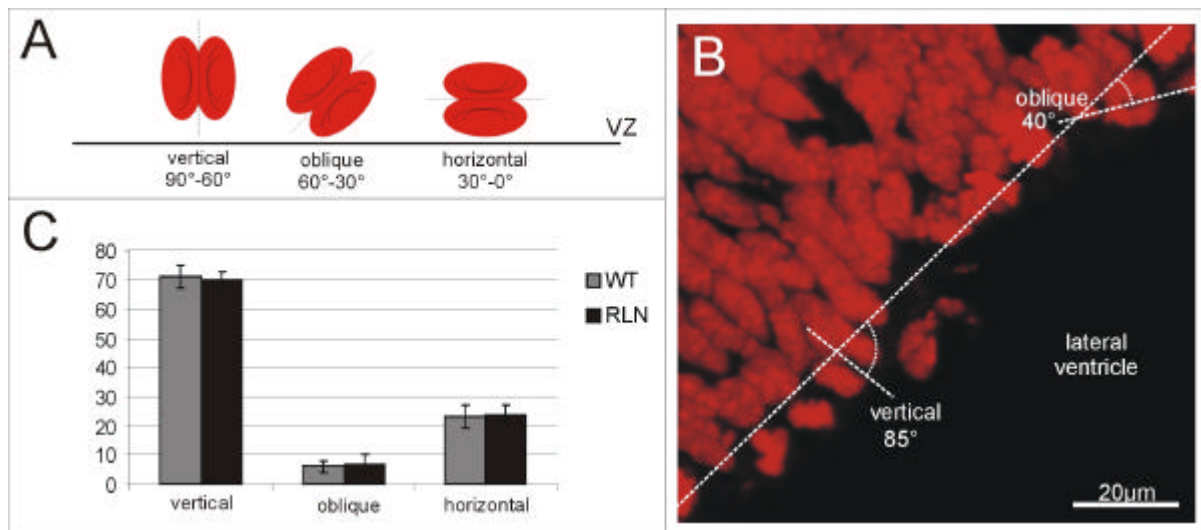 A
VZ
vertical
90°-60°
oblique
60°-30°
horizontal
30°-0°
B
oblique
40°
lateral
ventricle
vertical
85°
20µm
C
80
70
60
50
40
30
20
10
0
vertical
oblique
horizontal
WT
RLN